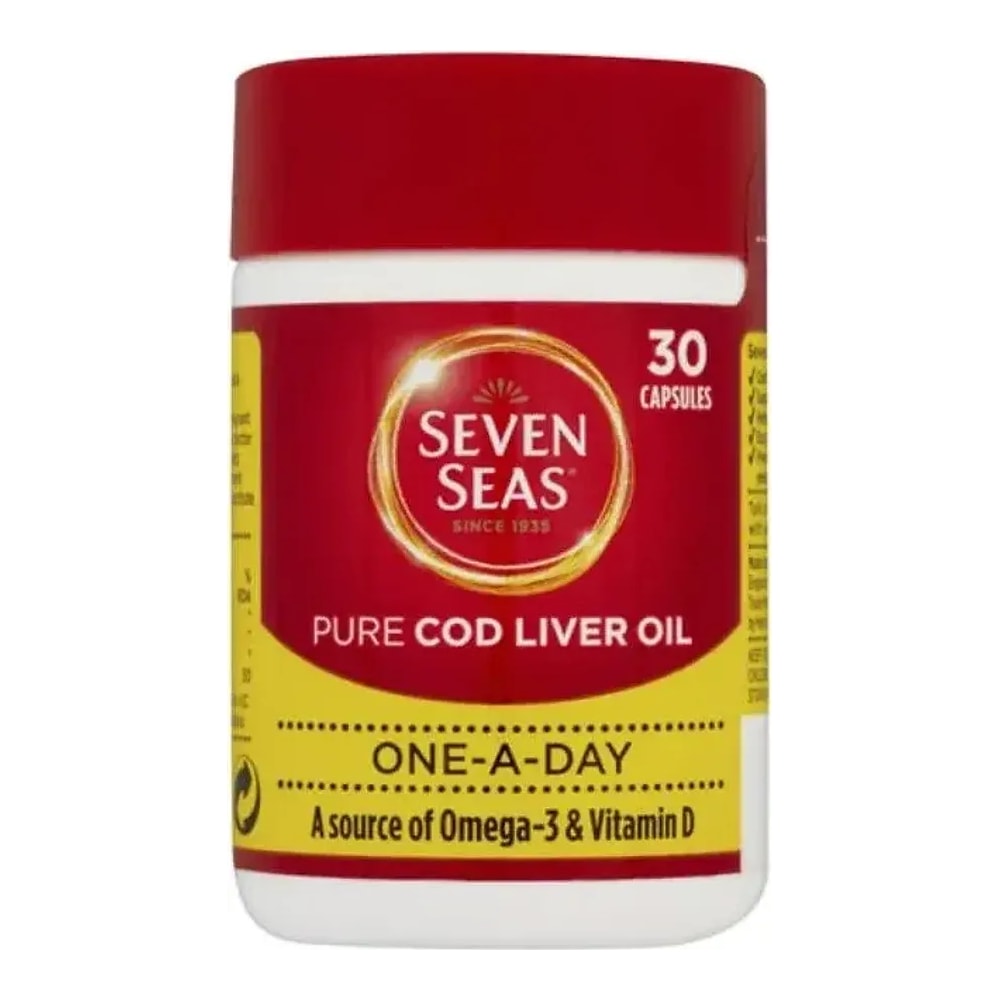 30
CAPSULES
SEVEN
SEAS
SINCE 1935
PURE COD LIVER OIL
ONE-A-DAY
A source of Omega-3 & Vitamin D